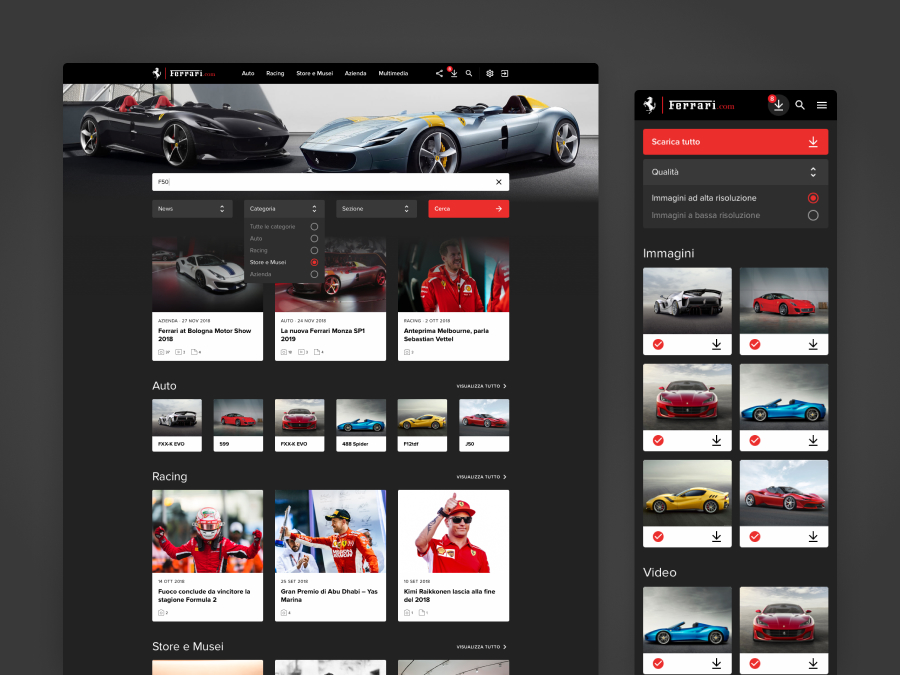 Ferrari.com
Auto Racing Store e Musei Azienda Multimedia
F50
News Categoria Sezione Cerca
Tutte le categorie
Auto
Racing
Store e Musei
Azienda
AZIENDA - 27 NOV 2018
Ferrari at Bologna Motor Show
2018
AUTO - 24 NOV 2018
La nuova Ferrari Monza SP1
2019
RACING - 2 OTT 2018
Anteprima Melbourne, parla
Sebastian Vettel
Auto
VISUALIZZA TUTTO
FXX-K EVO
599
FXX-K EVO
488 Spider
F12tdf
J50
Racing
VISUALIZZA TUTTO
14 OTT 2018
Fuoco conclude da vincitore la
stagione Formula 2
2
25 SET 2018
Gran Premio di Abu Dhabi – Yas
Marina
Kimi Raikkonen lascia alla fine
del 2018
Store e Musei
VISUALIZZA TUTTO
Ferrari.com
Scarica tutto
Qualità
Immagini ad alta risoluzione
Immagini a bassa risoluzione
Immagini
Video